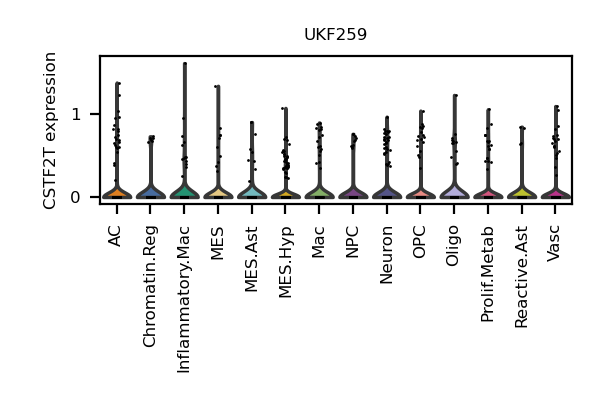 UKF259
CSTF2T expression
1
0
AC
Chromatin.Reg
Inflammatory.Mac
MES
MES.Ast
MES.Hyp
Mac
NPC
Neuron
OPC
Oligo
Prolif.Metab
Reactive.Ast
Vasc